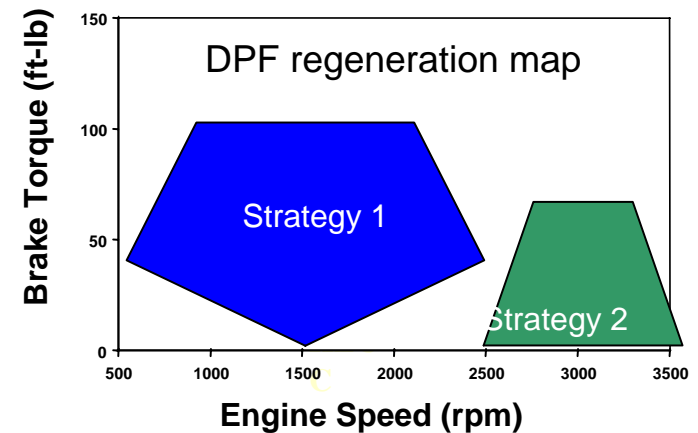 DPF regeneration map
Brake Torque (ft-lb)
150
100
50
0
Strategy 1
Strategy 2
500 1000 1500 2000 2500 3000 3500
C
Engine Speed (rpm)